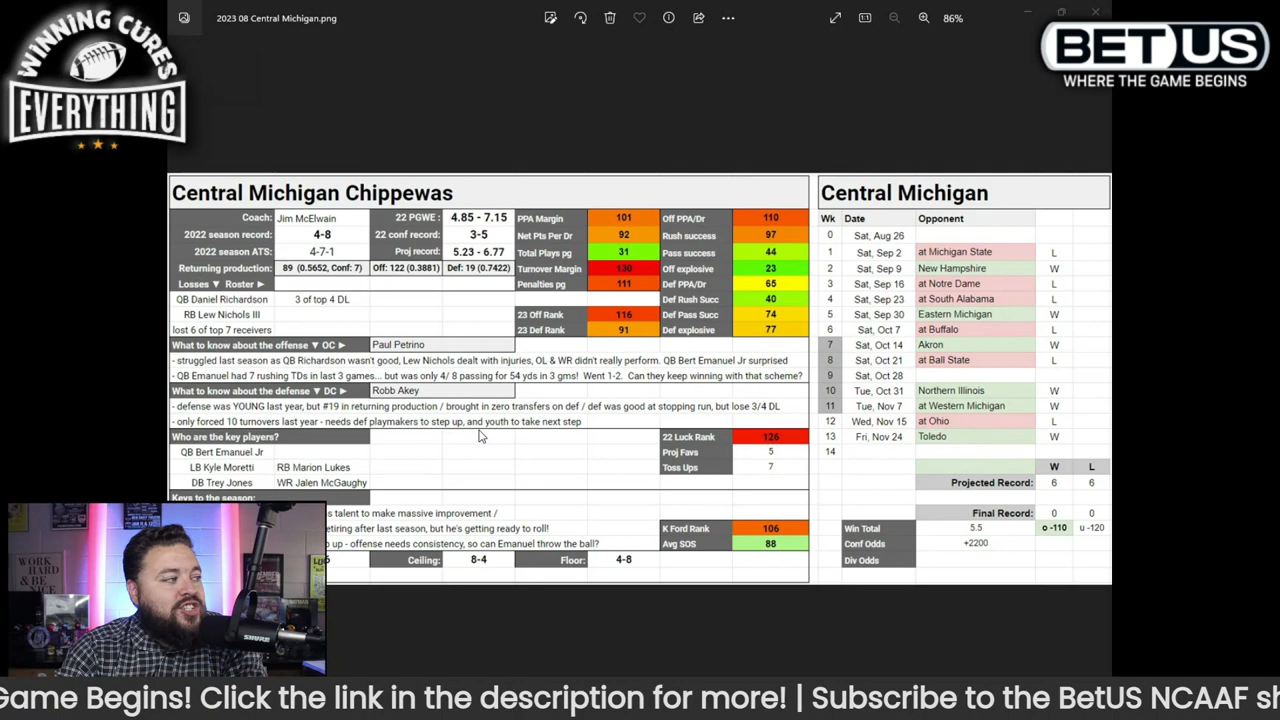 2023 08 Central Michigan.png
86%
WINNING CURES
EVERYTHING
BETUS
WHERE THE GAME BEGINS
Central Michigan Chippewas
Coach: Jim McElwain 22 PGWE : 4.85 - 7.15 PPA Margin 101 Off PPA/Dr 110
2022 season record: 4-8 22 conf record: 3-5 Net Pts Per Dr 92 Rush success 97
2022 season ATS: 4-7-1 Proj record: 5.23 - 6.77 Total Plays pg 31 Pass success 44
Returning production: 89 (0.5652, Conf: 7) Off: 122 (0.3881) Def: 19 (0.7422) Turnover Margin 130 Off explosive 23
Losses ▼ Roster ► Penalties pg 111 Def PPA/Dr 65
QB Daniel Richardson 3 of top 4 DL Def Rush Succ 40
RB Lew Nichols III 23 Off Rank 116 Def Pass Succ 74
lost 6 of top 7 receivers 23 Def Rank 91 Def explosive 77
What to know about the offense ▼ OC ► Paul Petrino
- struggled last season as QB Richardson wasn't good, Lew Nichols dealt with injuries, OL & WR didn't really perform. QB Bert Emanuel Jr surprised
- QB Emanuel had 7 rushing TDs in last 3 games... but was only 4/ 8 passing for 54 yds in 3 gms! Went 1-2. Can they keep winning with that scheme?
What to know about the defense ▼ DC ► Robb Akey
- defense was YOUNG last year, but #19 in returning production / brought in zero transfers on def / def was good at stopping run, but lose 3/4 DL
- only forced 10 turnovers last year - needs def playmakers to step up, and youth to take next step
Who are the key players? 22 Luck Rank 126
QB Bert Emanuel Jr Proj Favs 5
LB Kyle Moretti RB Marion Lukes Toss Ups 7
DB Trey Jones WR Jalen McGaughy
Keys to the season:
s talent to make massive improvement /
etiring after last season, but he's getting ready to roll! K Ford Rank 106
up - offense needs consistency, so can Emanuel throw the ball? Avg SOS 88
Ceiling: 8-4 Floor: 4-8
Central Michigan
Wk Date Opponent
0 Sat, Aug 26
1 Sat, Sep 2 at Michigan State L
2 Sat, Sep 9 New Hampshire W
3 Sat, Sep 16 at Notre Dame L
4 Sat, Sep 23 at South Alabama L
5 Sat, Sep 30 Eastern Michigan W
6 Sat, Oct 7 at Buffalo L
7 Sat, Oct 14 Akron W
8 Sat, Oct 21 at Ball State L
9 Sat, Oct 28
10 Tue, Oct 31 Northern Illinois W
11 Tue, Nov 7 at Western Michigan W
12 Wed, Nov 15 at Ohio L
13 Fri, Nov 24 Toledo W
14
W L
Projected Record: 6 6
Final Record: 0 0
Win Total 5.5 o -110 u -120
Conf Odds +2200
Div Odds
WORK
HARD
& BE
NICE
SHURE
Game Begins! Click the link in the description for more! | Subscribe to the BetUS NCAAF sh